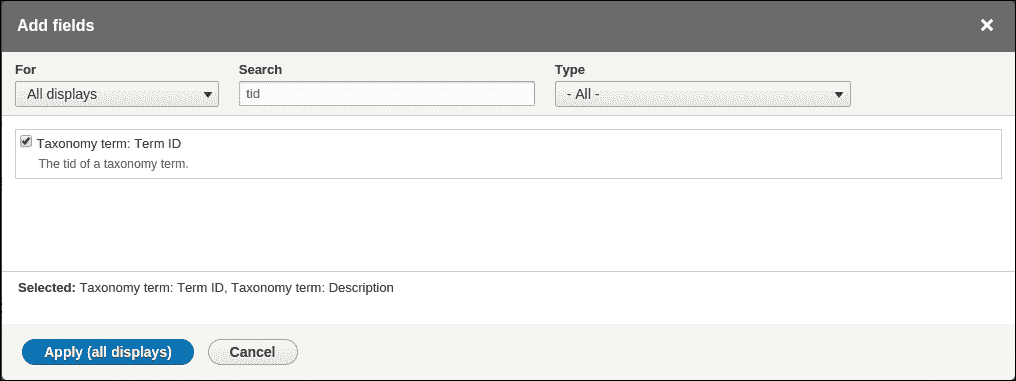 Add fields
For Search Type
All displays tid - All -
Taxonomy term: Term ID
The tid of a taxonomy term.
Selected: Taxonomy term: Term ID, Taxonomy term: Description
Apply (all displays) Cancel